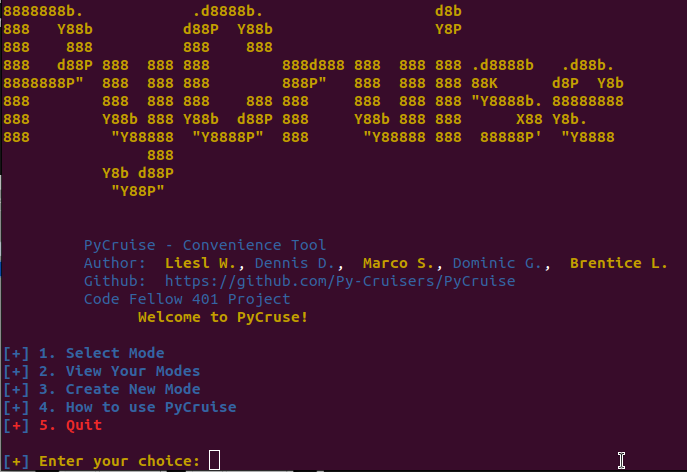 8888888b.            .d8888b.                   d8b
888   Y88b          d88P  Y88b                  Y8P
888    888          888    888
888   d88P 888  888 888        888d888 888  888 888 .d8888b   .d88b.
8888888P"  888  888 888        888P"   888  888 888 88K      d8P  Y8b
888        888  888 888    888 888     888  888 888 "Y8888b. 88888888
888        Y88b 888 Y88b  d88P 888     Y88b 888 888      X88 Y8b.
888         "Y88888  "Y8888P"  888      "Y88888 888  88888P'  "Y8888
                888
           Y8b d88P
            "Y88P"
PyCruise - Convenience Tool
Author:  Liesl W., Dennis D.,  Marco S., Dominic G.,  Brentice L.
Github:  https://github.com/Py-Cruisers/PyCruise
Code Fellow 401 Project
Welcome to PyCruse!
[+] 1. Select Mode
[+] 2. View Your Modes
[+] 3. Create New Mode
[+] 4. How to use PyCruise
[+] 5. Quit
[+] Enter your choice: